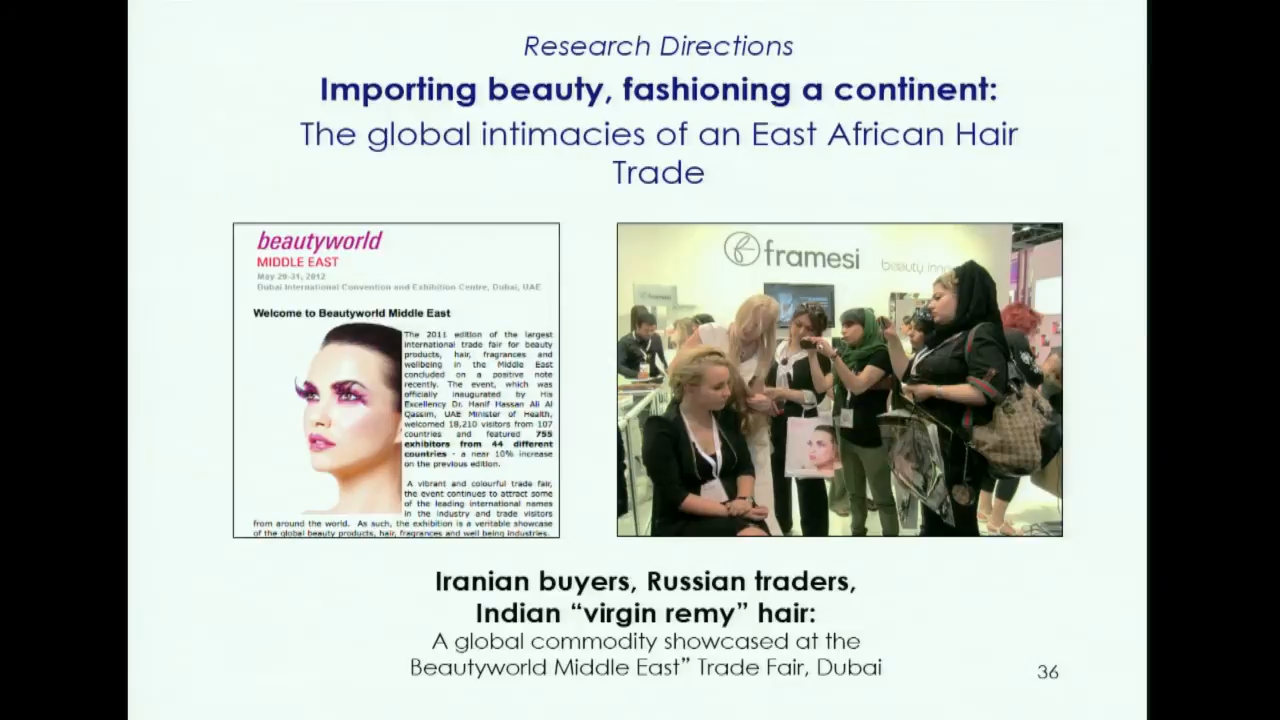 Research Directions
Importing beauty, fashioning a continent:
The global intimacies of an East African Hair
Trade
beautyworld
MIDDLE EAST
May 29-31, 2012
Dubai International Convention and Exhibition Centre, Dubai, UAE
Welcome to Beautyworld Middle East
The 2011 edition of the largest
international trade fair for beauty
products, hair, fragrances and
wellbeing in the Middle East
concluded on a positive note
recently. The event, which was
officially inaugurated by His
Excellency Dr. Hanif Hassan Ali Al
Qassim, UAE Minister of Health,
welcomed 18,210 visitors from 107
countries and featured 755
exhibitors from 44 different
countries - a near 10% increase
on the previous edition.
A vibrant and colourful trade fair,
the event continues to attract some
of the leading international names
in the industry and trade visitors
from around the world. As such, the exhibition is a veritable showcase
of the global beauty products, hair, fragrances and well being industries.
framesi
beauty inno
framesi
Iranian buyers, Russian traders,
Indian “virgin remy” hair:
A global commodity showcased at the
Beautyworld Middle East” Trade Fair, Dubai
36